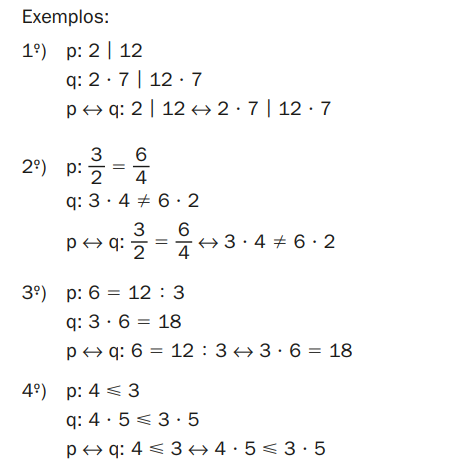 Exemplos:
1º) p: 2 | 12
q: 2 · 7 | 12 · 7
p ↔ q: 2 | 12 ↔ 2 · 7 | 12 · 7
2º) p: 3/2 = 6/4
q: 3 · 4 ≠ 6 · 2
p ↔ q: 3/2 = 6/4 ↔ 3 · 4 ≠ 6 · 2
3º) p: 6 = 12 : 3
q: 3 · 6 = 18
p ↔ q: 6 = 12 : 3 ↔ 3 · 6 = 18
4º) p: 4 ⩽ 3
q: 4 · 5 ⩽ 3 · 5
p ↔ q: 4 ⩽ 3 ↔ 4 · 5 ⩽ 3 · 5